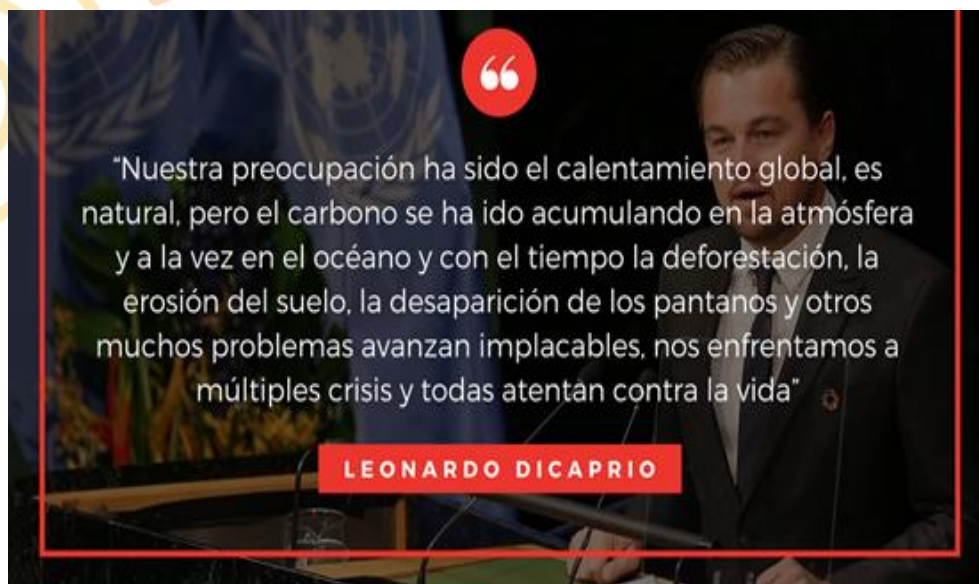 “Nuestra preocupación ha sido el calentamiento global, es
natural, pero el carbono se ha ido acumulando en la atmósfera
y a la vez en el océano y con el tiempo la deforestación, la
erosión del suelo, la desaparición de los pantanos y otros
muchos problemas avanzan implacables, nos enfrentamos a
múltiples crisis y todas atentan contra la vida”
LEONARDO DICAPRIO